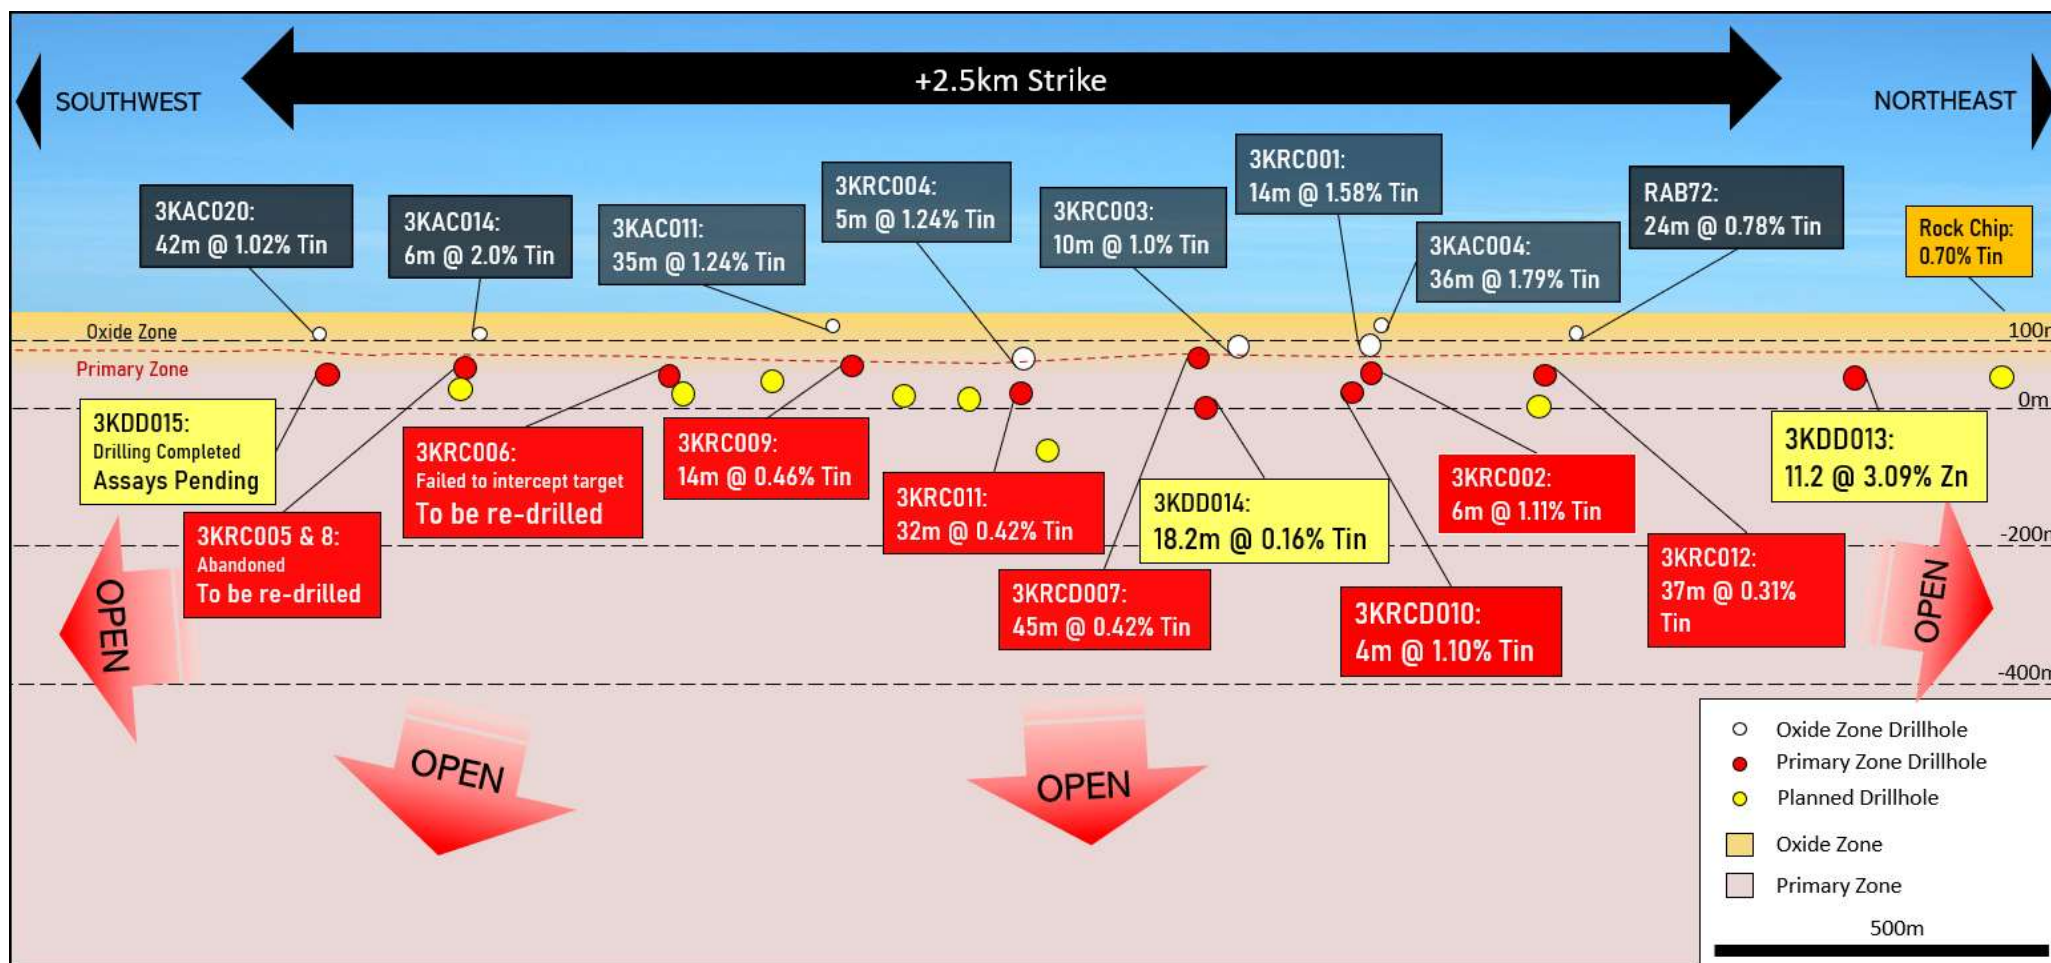 +2.5km Strike
SOUTHWEST
NORTHEAST
3KAC020:
42m @ 1.02% Tin
3KAC014:
6m @ 2.0% Tin
3KAC011:
35m @ 1.24% Tin
3KRC004:
5m @ 1.24% Tin
3KRC003:
10m @ 1.0% Tin
3KRC001:
14m @ 1.58% Tin
3KAC004:
36m @ 1.79% Tin
RAB72:
24m @ 0.78% Tin
Rock Chip:
0.70% Tin
Oxide Zone
100m
Primary Zone
0m
3KDD015:
Drilling Completed
Assays Pending
3KRC005 & 8:
Abandoned
To be re-drilled
3KRC006:
Failed to intercept target
To be re-drilled
3KRC009:
14m @ 0.46% Tin
3KRC011:
32m @ 0.42% Tin
3KRCD007:
45m @ 0.42% Tin
3KDD014:
18.2m @ 0.16% Tin
3KRCD010:
4m @ 1.10% Tin
3KRC002:
6m @ 1.11% Tin
3KRC012:
37m @ 0.31%
Tin
3KDD013:
11.2 @ 3.09% Zn
-200m
-400m
OPEN
OPEN
OPEN
OPEN
Oxide Zone Drillhole
Primary Zone Drillhole
Planned Drillhole
Oxide Zone
Primary Zone
500m